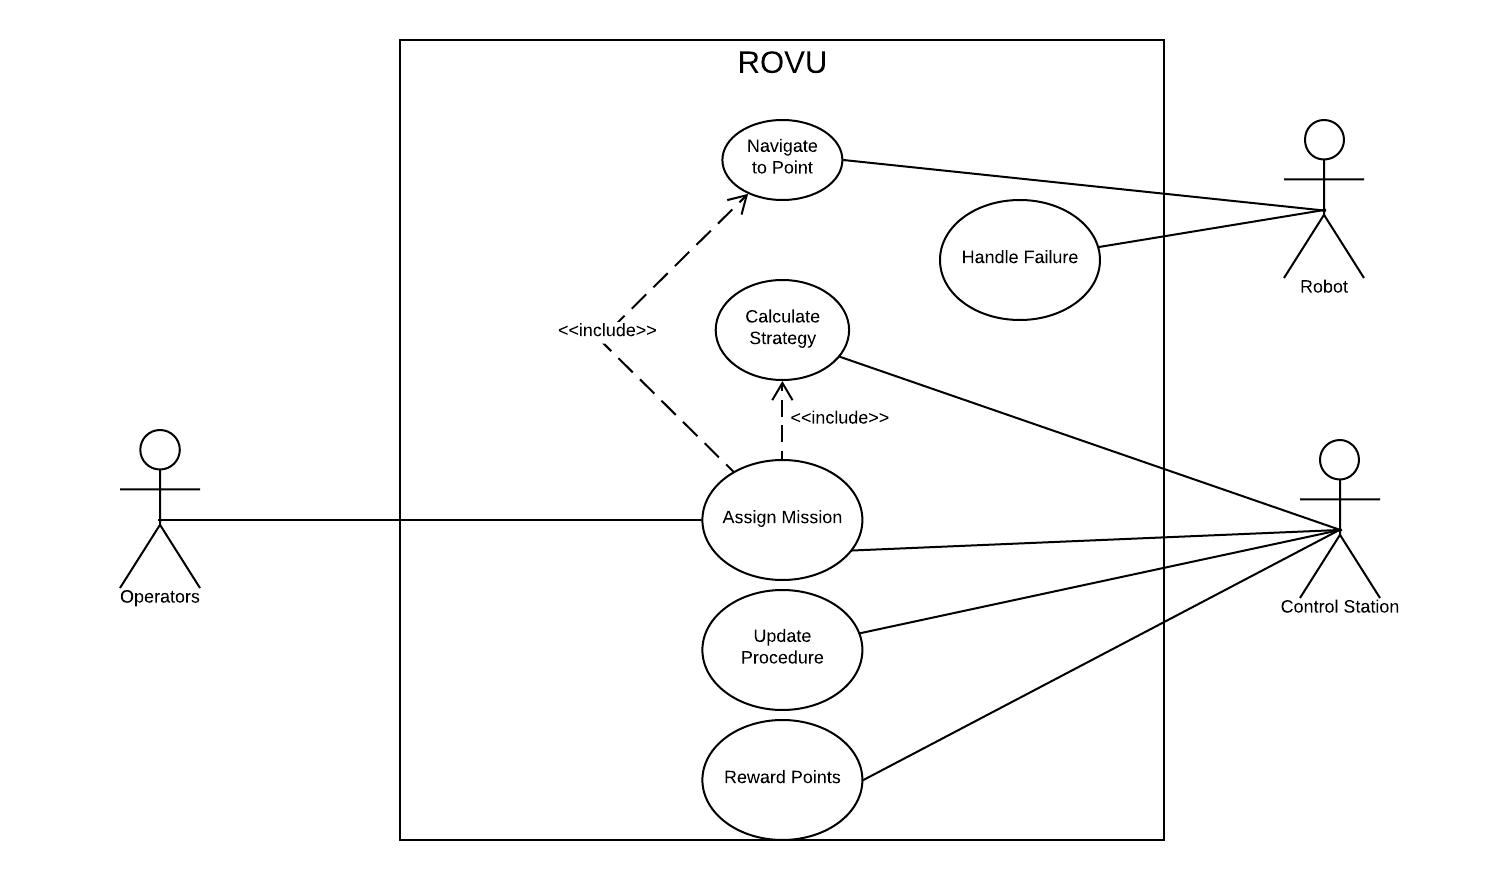 ROVU
Navigate
to Point
Handle Failure
Robot
Calculate
Strategy
<<include>>
<<include>>
Assign Mission
Operators
Control Station
Update
Procedure
Reward Points